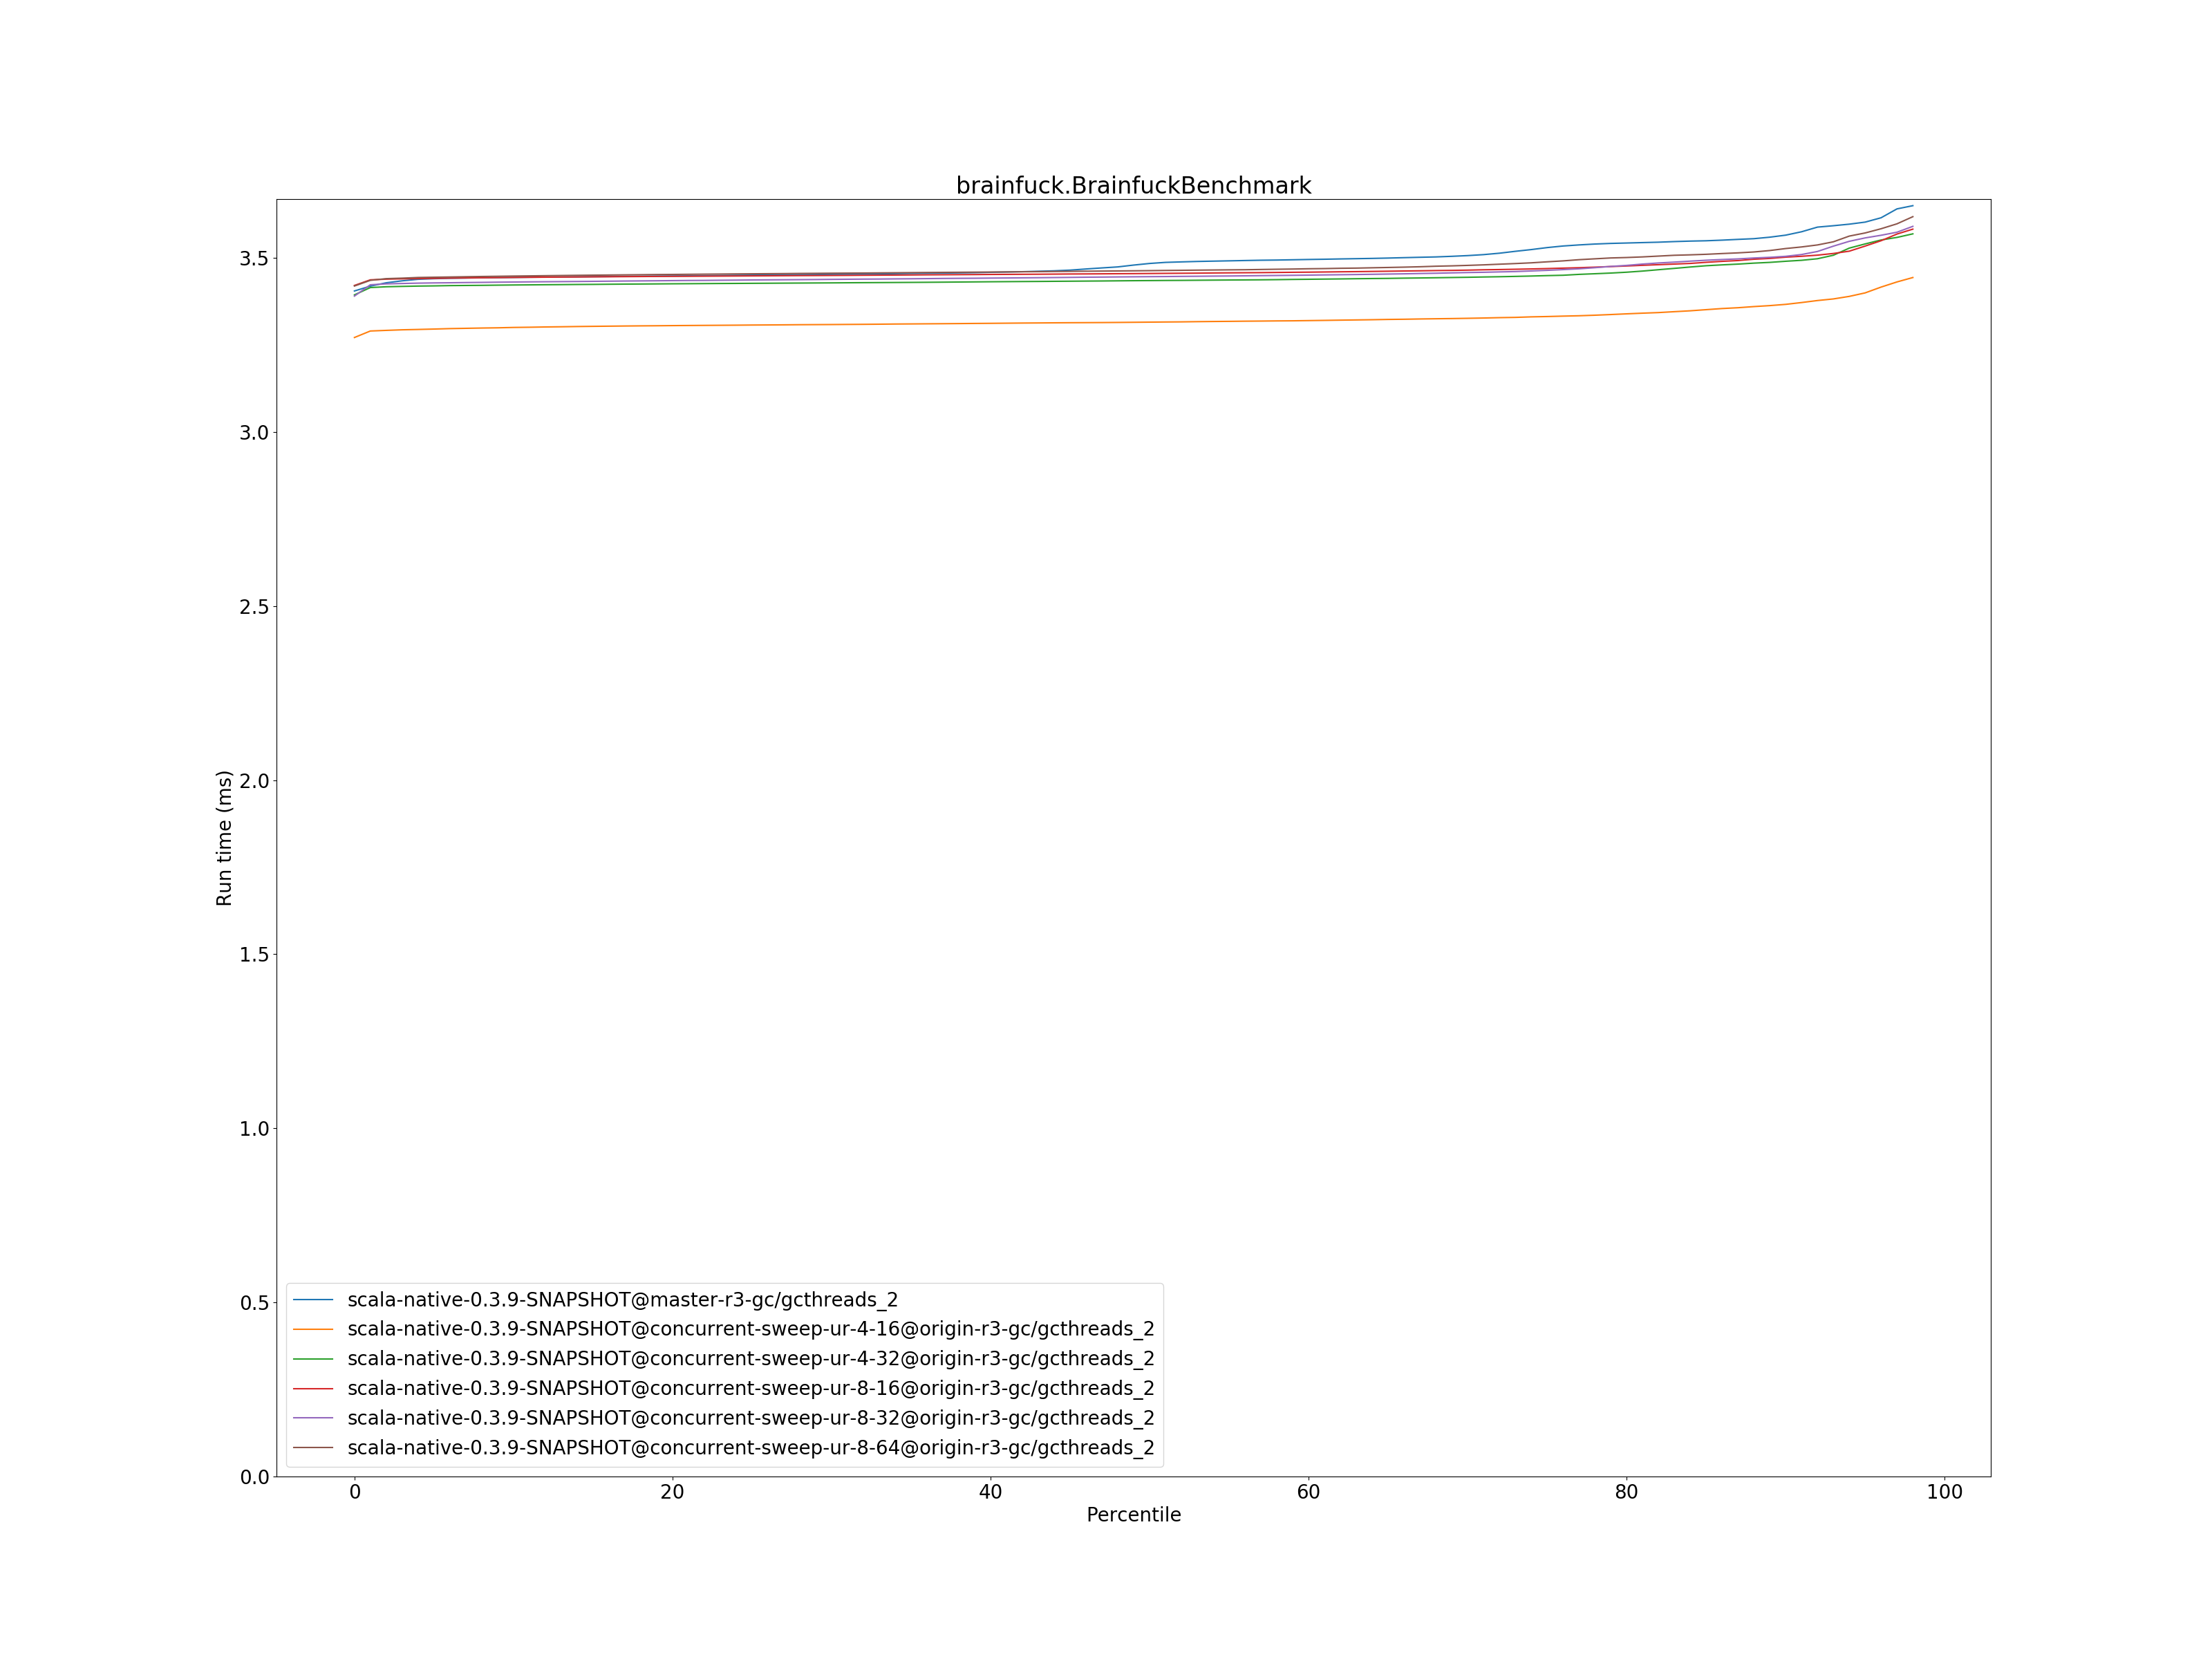 brainfuck.BrainfuckBenchmark
3.5
3.0
2.5
2.0
1.5
1.0
0.5
0.0
Run time (ms)
scala-native-0.3.9-SNAPSHOT@master-r3-gc/gcthreads_2
scala-native-0.3.9-SNAPSHOT@concurrent-sweep-ur-4-16@origin-r3-gc/gcthreads_2
scala-native-0.3.9-SNAPSHOT@concurrent-sweep-ur-4-32@origin-r3-gc/gcthreads_2
scala-native-0.3.9-SNAPSHOT@concurrent-sweep-ur-8-16@origin-r3-gc/gcthreads_2
scala-native-0.3.9-SNAPSHOT@concurrent-sweep-ur-8-32@origin-r3-gc/gcthreads_2
scala-native-0.3.9-SNAPSHOT@concurrent-sweep-ur-8-64@origin-r3-gc/gcthreads_2
0 20 40 60 80 100
Percentile